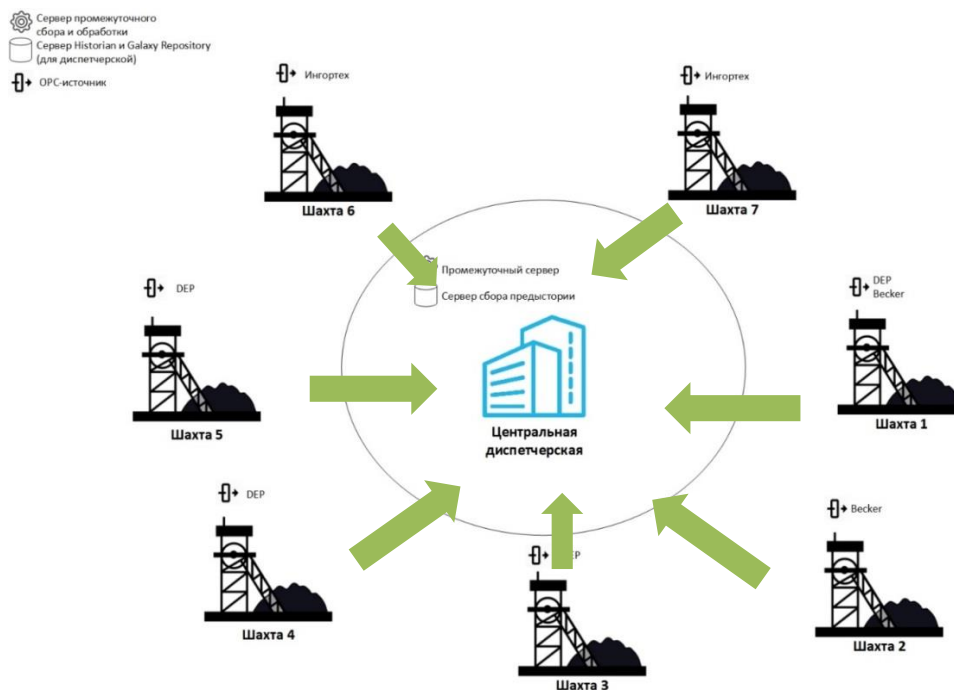 Сервер промежуточного
сбора и обработки
Сервер Historian и Galaxy Repository
(для диспетчерской)
ОРС-источник
Ингортех
Шахта 6
Ингортех
Шахта 7
Промежуточный сервер
Сервер сбора предыстории
DEP
Шахта 5
DEP
Becker
Шахта 1
Центральная
диспетчерская
DEP
Шахта 4
Becker
Шахта 2
Шахта 3